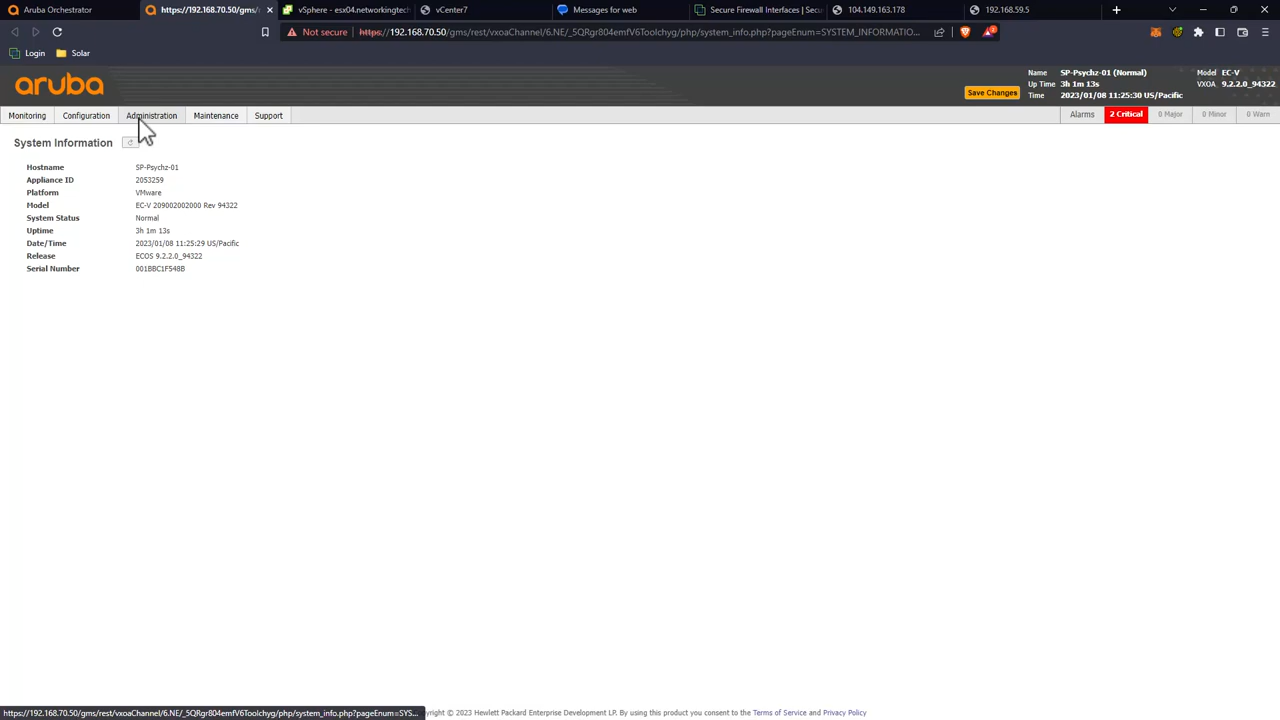 Aruba Orchestrator
https://192.168.70.50/gms/
vSphere - esx04.networkingtech
vCenter7
Messages for web
Secure Firewall Interfaces | Secu
104.149.163.178
192.168.59.5
Not secure
https://192.168.70.50/gms/rest/vxoaChannel/6.NE/_5QRgr804emfV6Toolchyg/php/system_info.php?pageEnum=SYSTEM_INFORMATIO...
Login
Solar
aruba
Save Changes
Name SP-Psychz-01 (Normal) Model EC-V
Up Time 3h 1m 13s VXOA 9.2.2.0_94322
Time 2023/01/08 11:25:30 US/Pacific
Monitoring
Configuration
Administration
Maintenance
Support
Alarms
2 Critical
0 Major
0 Minor
0 Warn
System Information
Hostname SP-Psychz-01
Appliance ID 2053259
Platform VMware
Model EC-V 209002002000 Rev 94322
System Status Normal
Uptime 3h 1m 13s
Date/Time 2023/01/08 11:25:29 US/Pacific
Release ECOS 9.2.2.0_94322
Serial Number 001BBC1F548B
https://192.168.70.50/gms/rest/vxoaChannel/6.NE/_5QRgr804emfV6Toolchyg/php/system_info.php?pageEnum=SYS...
yright © 2023 Hewlett Packard Enterprise Development LP. By using this product you consent to the Terms of Service and Privacy Policy